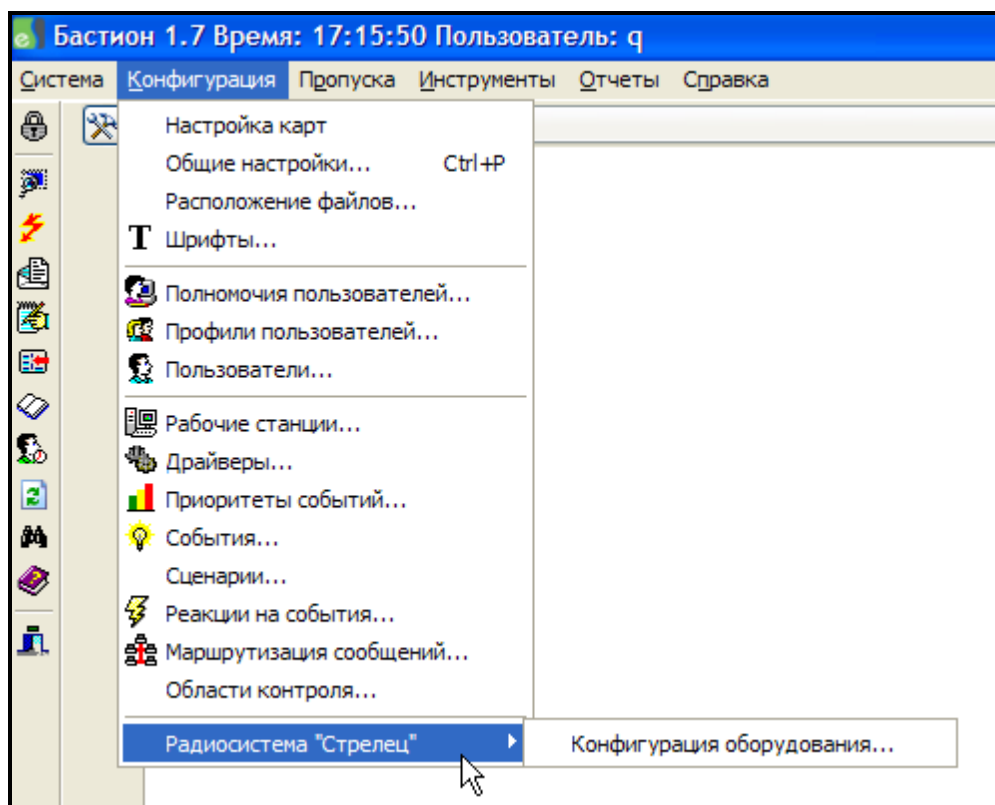 Бастион 1.7 Время: 17:15:50 Пользователь: q
Система Конфигурация Пропуска Инструменты Отчеты Справка
Настройка карт
Общие настройки... Ctrl+P
Расположение файлов...
Шрифты...
Полномочия пользователей...
Профили пользователей...
Пользователи...
Рабочие станции...
Драйверы...
Приоритеты событий...
События...
Сценарии...
Реакции на события...
Маршрутизация сообщений...
Области контроля...
Радиосистема "Стрелец" Конфигурация оборудования...